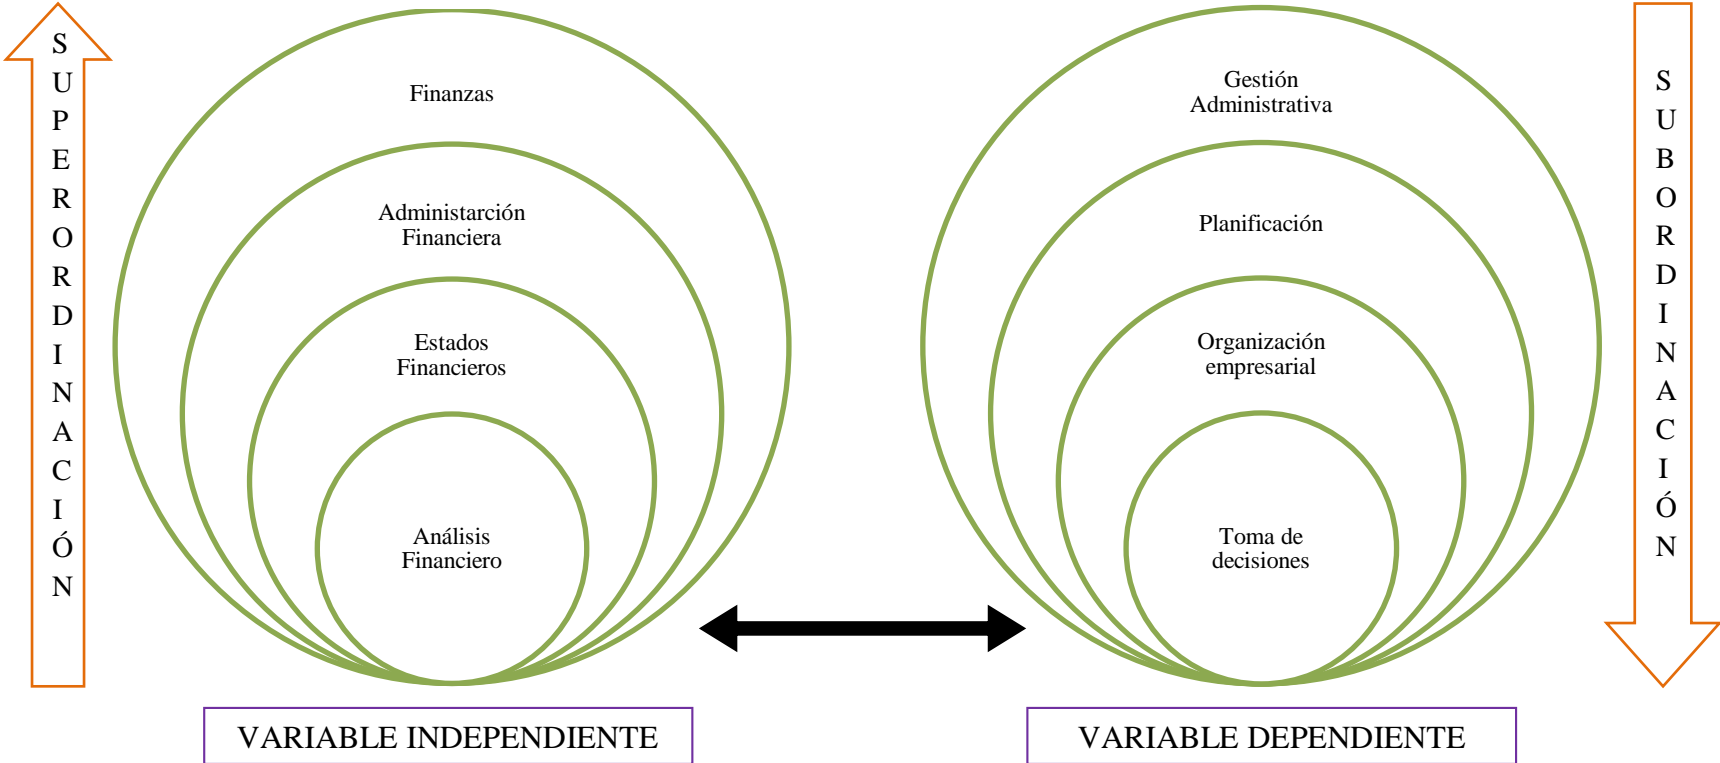 SUPERORDINACIÓN
Finanzas
Administarción
Financiera
Estados
Financieros
Análisis
Financiero
VARIABLE INDEPENDIENTE
Gestión
Administrativa
Planificación
Organización
empresarial
Toma de
decisiones
VARIABLE DEPENDIENTE
SUBORDINACIÓN